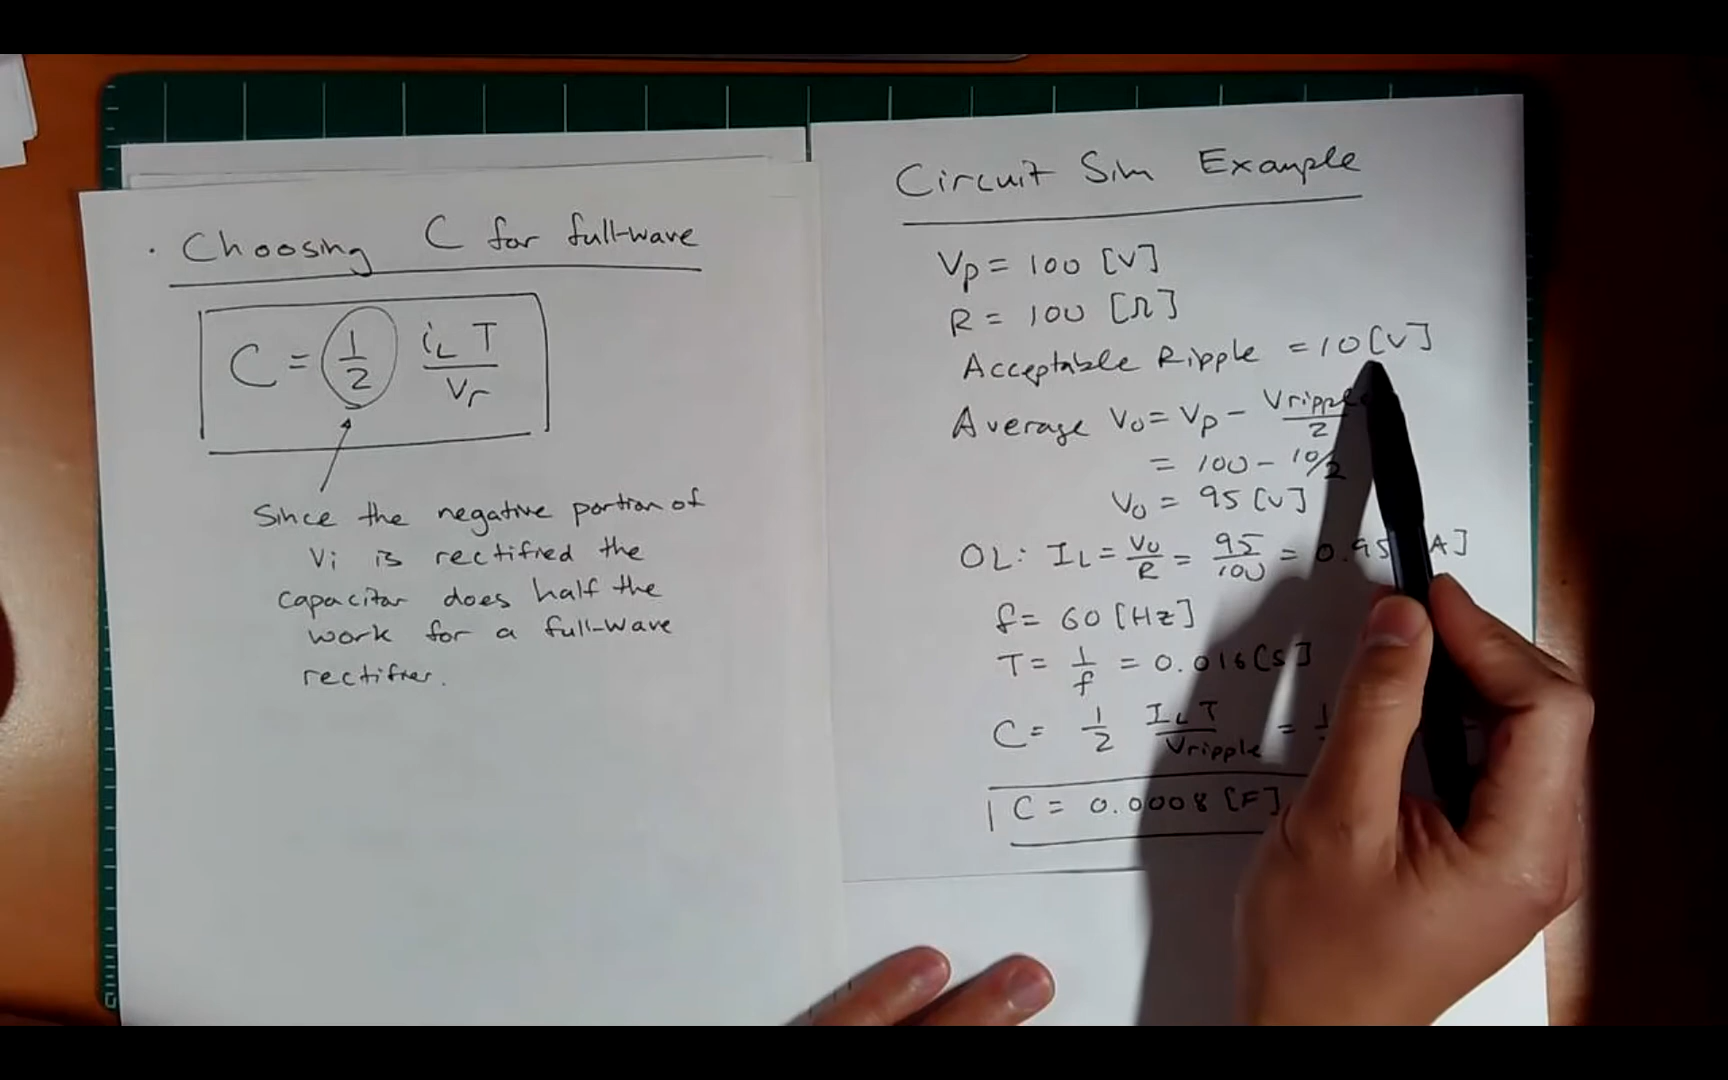 · Choosing C for full-wave
C = 1/2 iL T / Vr
Since the negative portion of
Vi is rectified the
capacitor does half the
work for a full-wave
rectifier.
Circuit Sim Example
Vp = 100 [V]
R = 100 [Ω]
Acceptable Ripple = 10 [V]
Average Vo = Vp - Vripple/2
= 100 - 10/2
Vo = 95 [V]
OL: IL = Vo/R = 95/100 = 0.95 A]
f = 60 [Hz]
T = 1/f = 0.016 [s]
C = 1/2 IL T / Vripple =
C = 0.0008 [F]